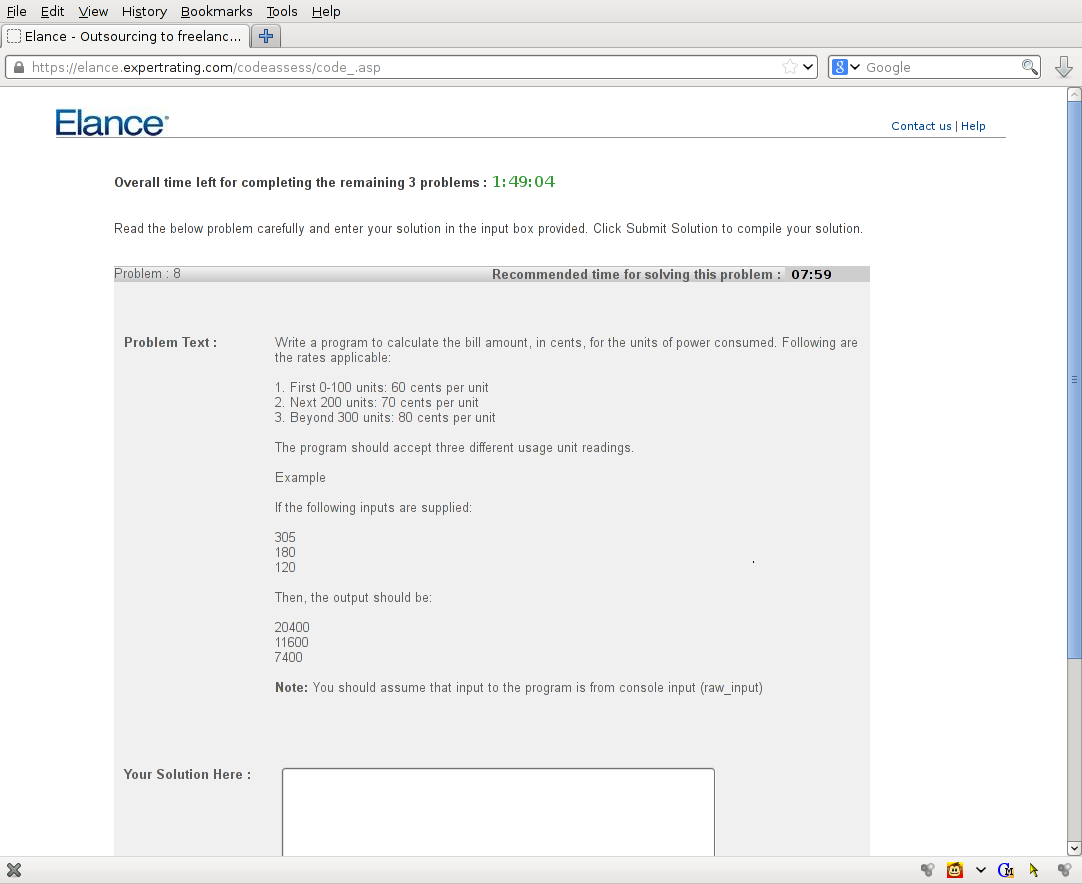 File Edit View History Bookmarks Tools Help
Elance - Outsourcing to freelanc...
https://elance.expertrating.com/codeassess/code_.asp
Google
Elance
Contact us | Help
Overall time left for completing the remaining 3 problems : 1:49:04
Read the below problem carefully and enter your solution in the input box provided. Click Submit Solution to compile your solution.
Problem : 8 Recommended time for solving this problem : 07:59
Problem Text : Write a program to calculate the bill amount, in cents, for the units of power consumed. Following are
the rates applicable:
1. First 0-100 units: 60 cents per unit
2. Next 200 units: 70 cents per unit
3. Beyond 300 units: 80 cents per unit
The program should accept three different usage unit readings.
Example
If the following inputs are supplied:
305
180
120
Then, the output should be:
20400
11600
7400
Note: You should assume that input to the program is from console input (raw_input)
Your Solution Here :